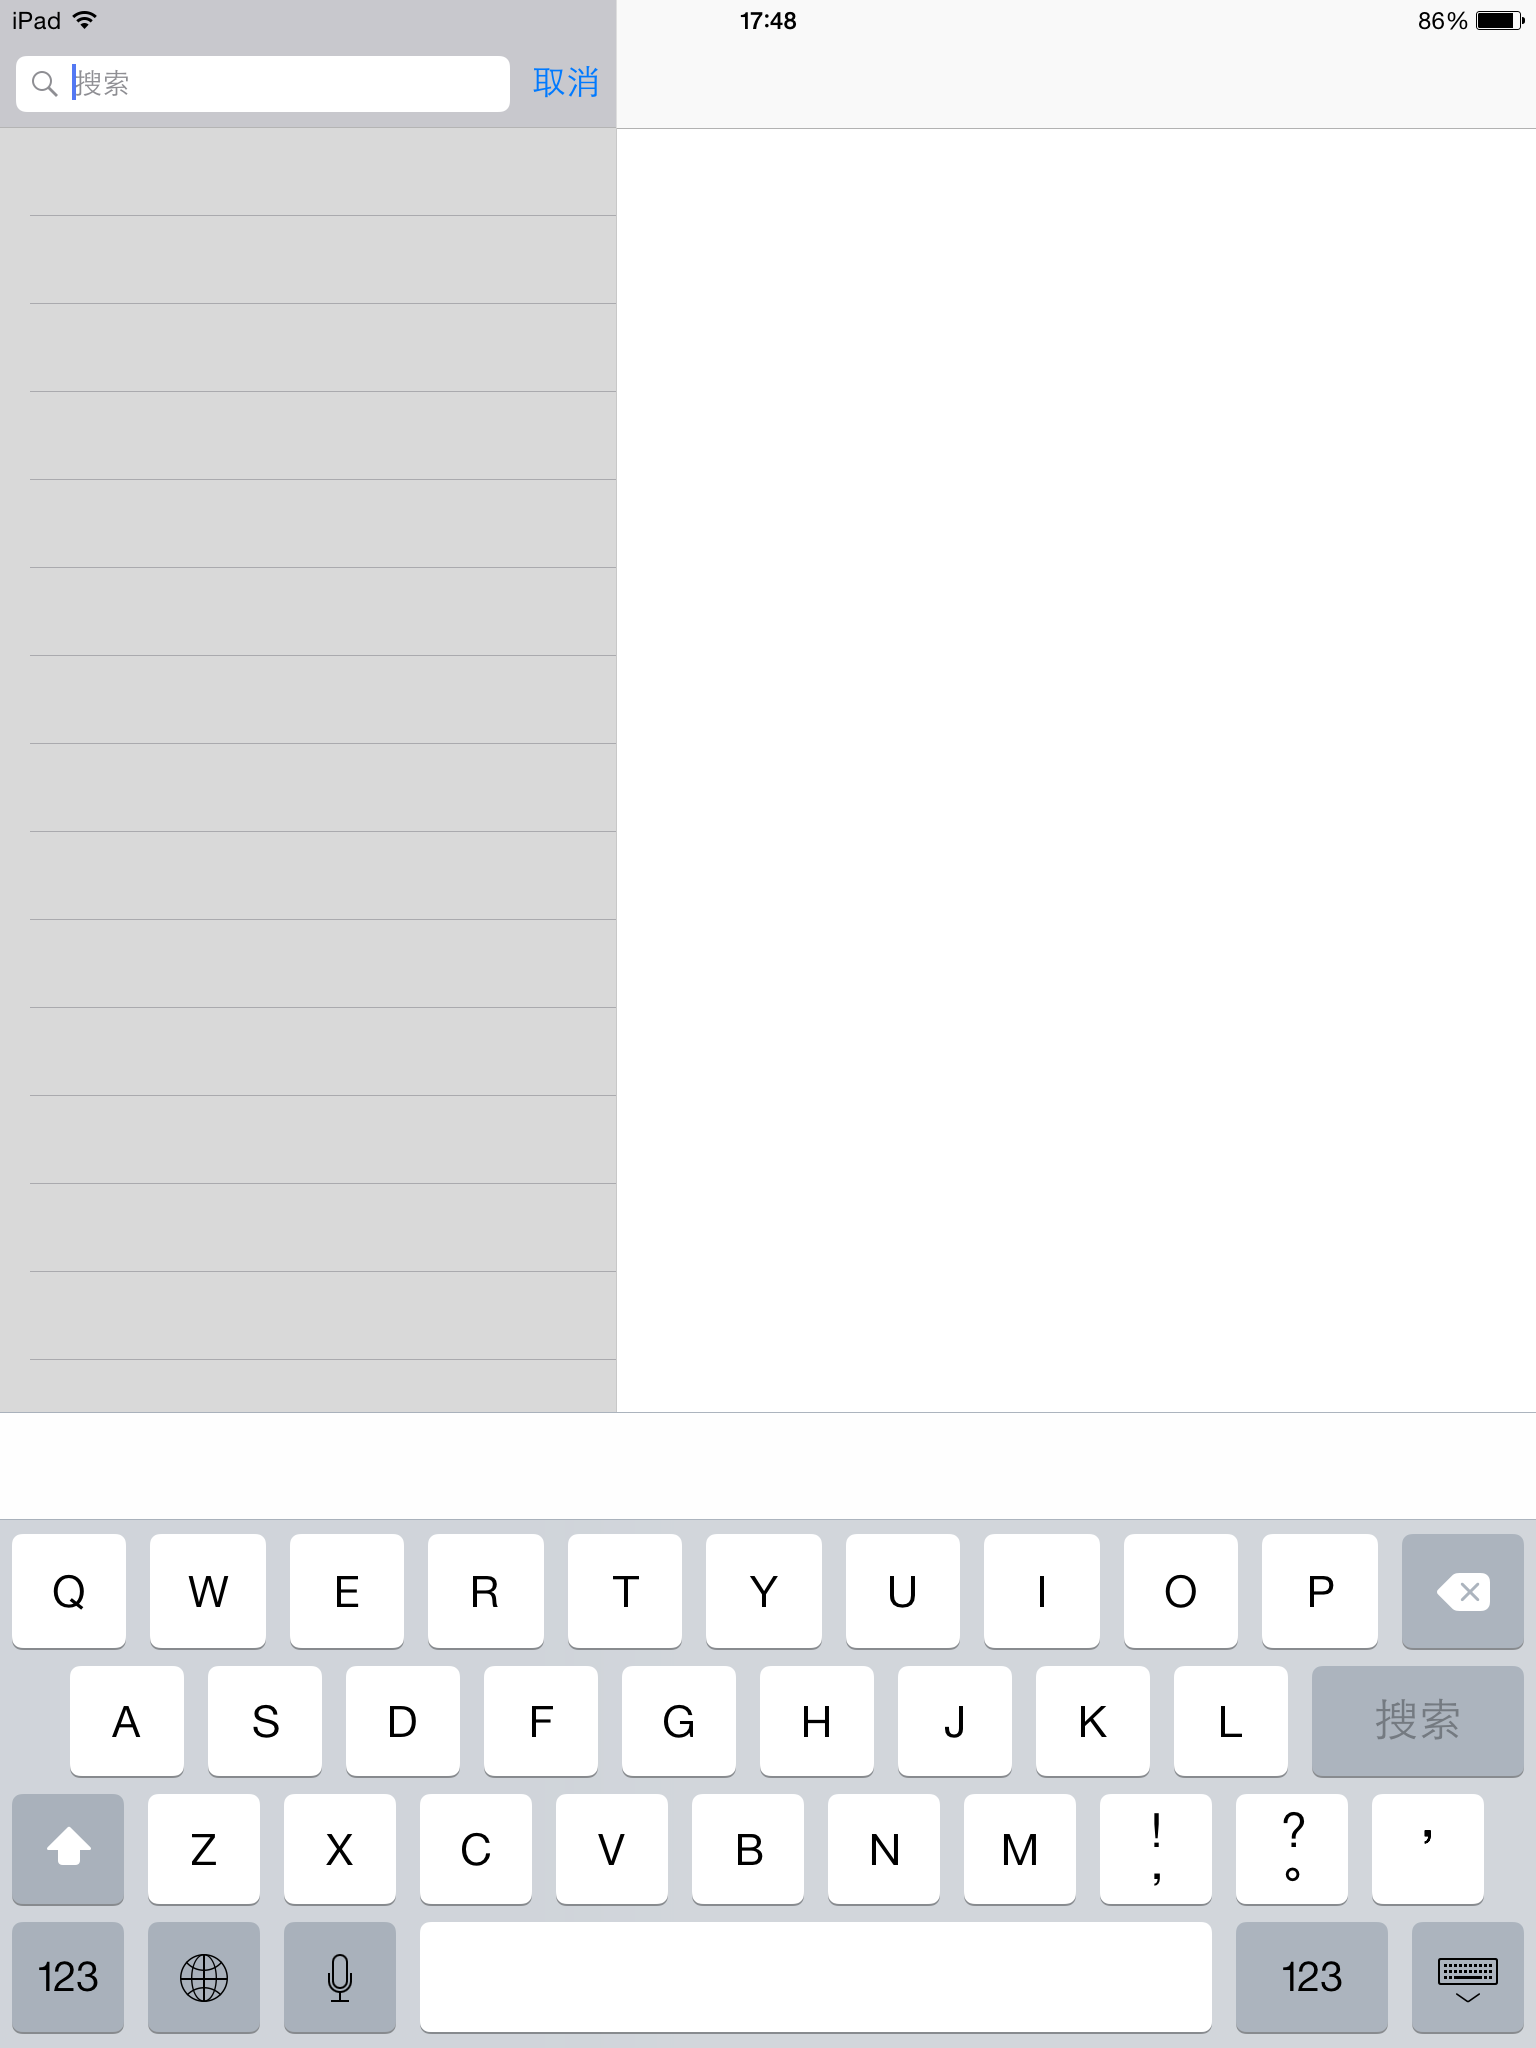 iPad 17:48 86%
搜索 取消
Q W E R T Y U I O P
A S D F G H J K L 搜索
Z X C V B N M ! ?
, 。 ’
123 123